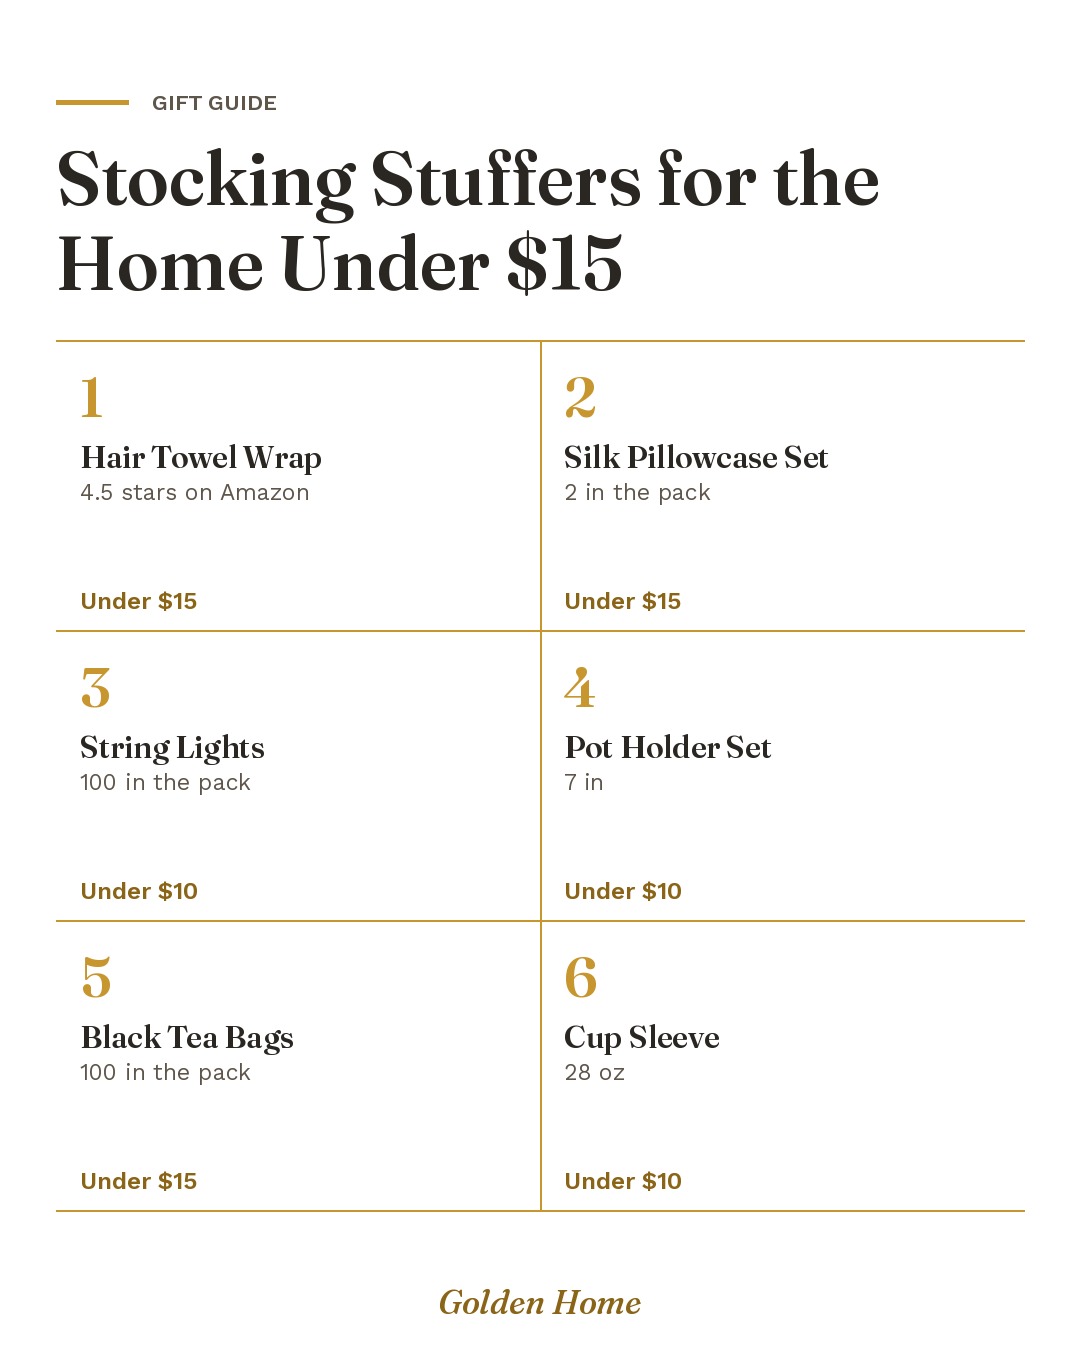 GIFT GUIDE
Stocking Stuffers for the
Home Under $15
1
Hair Towel Wrap
4.5 stars on Amazon
Under $15
2
Silk Pillowcase Set
2 in the pack
Under $15
3
String Lights
100 in the pack
Under $10
4
Pot Holder Set
7 in
Under $10
5
Black Tea Bags
100 in the pack
Under $15
6
Cup Sleeve
28 oz
Under $10
Golden Home